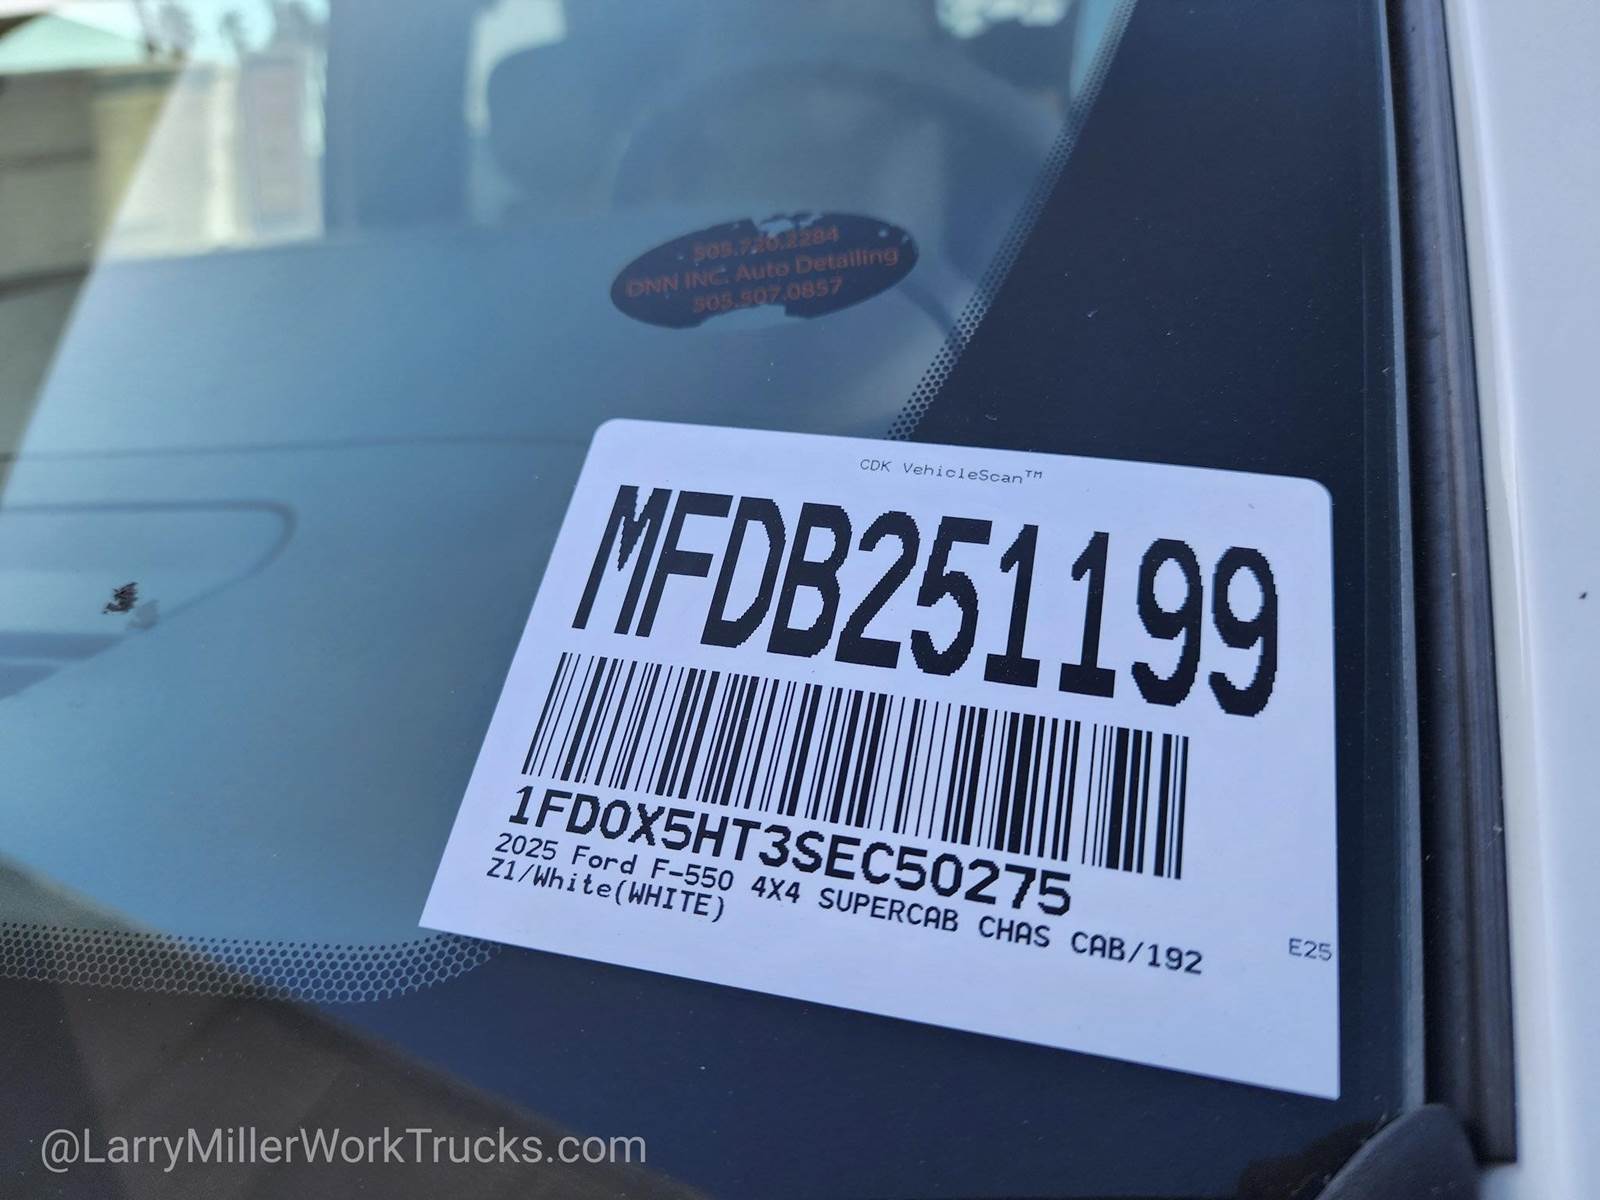 505.720.2284
DNN INC. Auto Detailing
505.507.0857
CDK VehicleScan™
MFDB251199
1FD0X5HT3SEC50275
2025 Ford F-550 4X4 SUPERCAB CHAS CAB/192
Z1/White(WHITE)
E25
@LarryMillerWorkTrucks.com